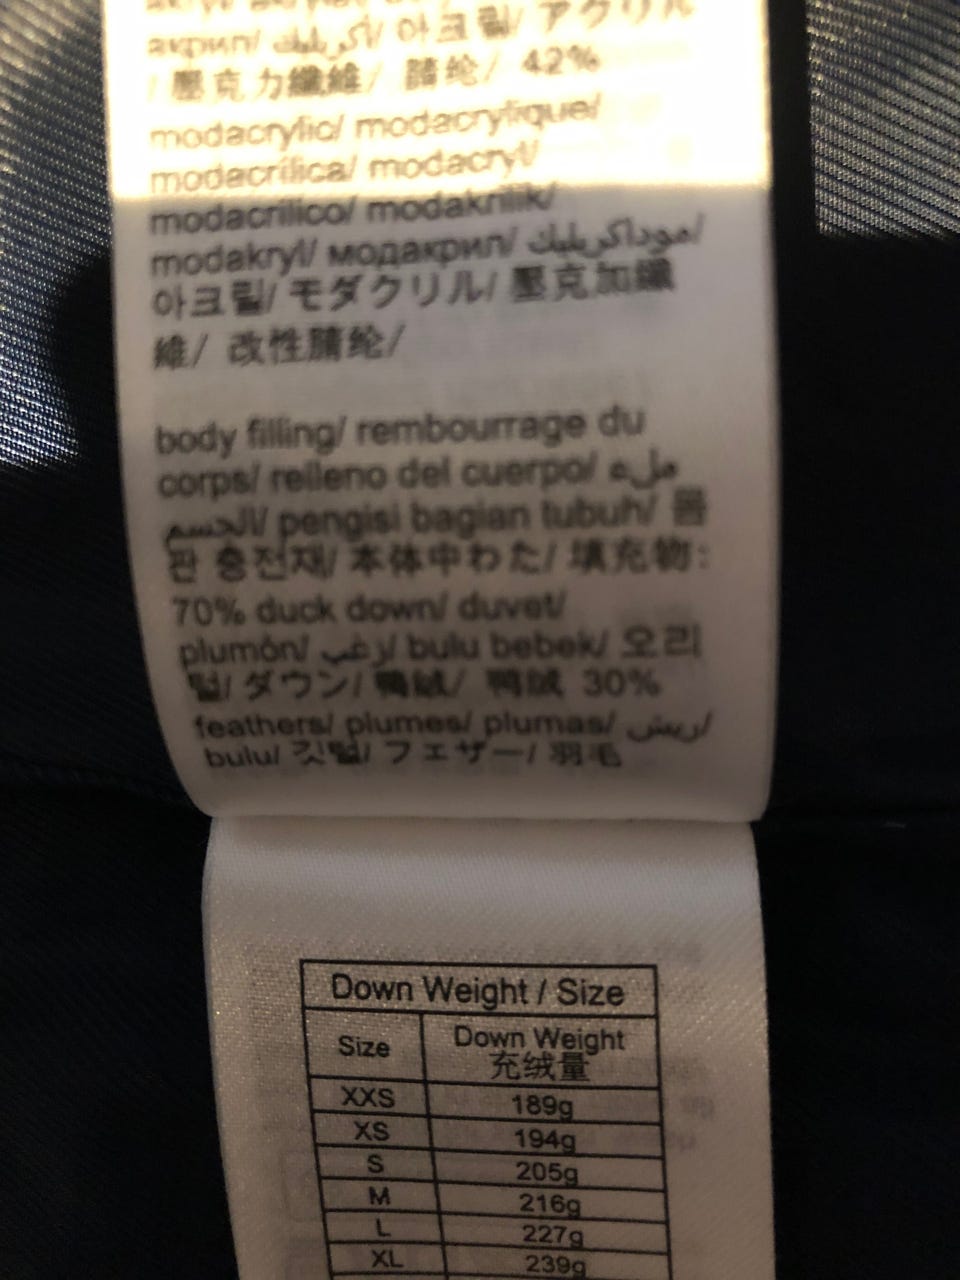 акрил/ اكريليك/ 아크릴/ アクリル
/ 壓克力纖維/ 腈纶/ 42%
modacrylic/ modacrylique/
modacrílica/ modacryl/
modacrilico/ modakrilik/
modakryl/ модакрил/ موداكريليك/
아크릴/ モダクリル/ 壓克加纖
維/ 改性腈纶/
body filling/ rembourrage du
corps/ relleno del cuerpo/ ملء
الجسم/ pengisi bagian tubuh/ 몸
판 충전재/ 本体中わた/ 填充物:
70% duck down/ duvet/
plumón/ زغب/ bulu bebek/ 오리
털/ ダウン/ 鴨絨/ 鸭绒 30%
feathers/ plumes/ plumas/ ريش/
bulu/ 깃털/ フェザー/ 羽毛
Down Weight / Size
Size Down Weight
充绒量
XXS 189g
XS 194g
S 205g
M 216g
L 227g
XL 239g